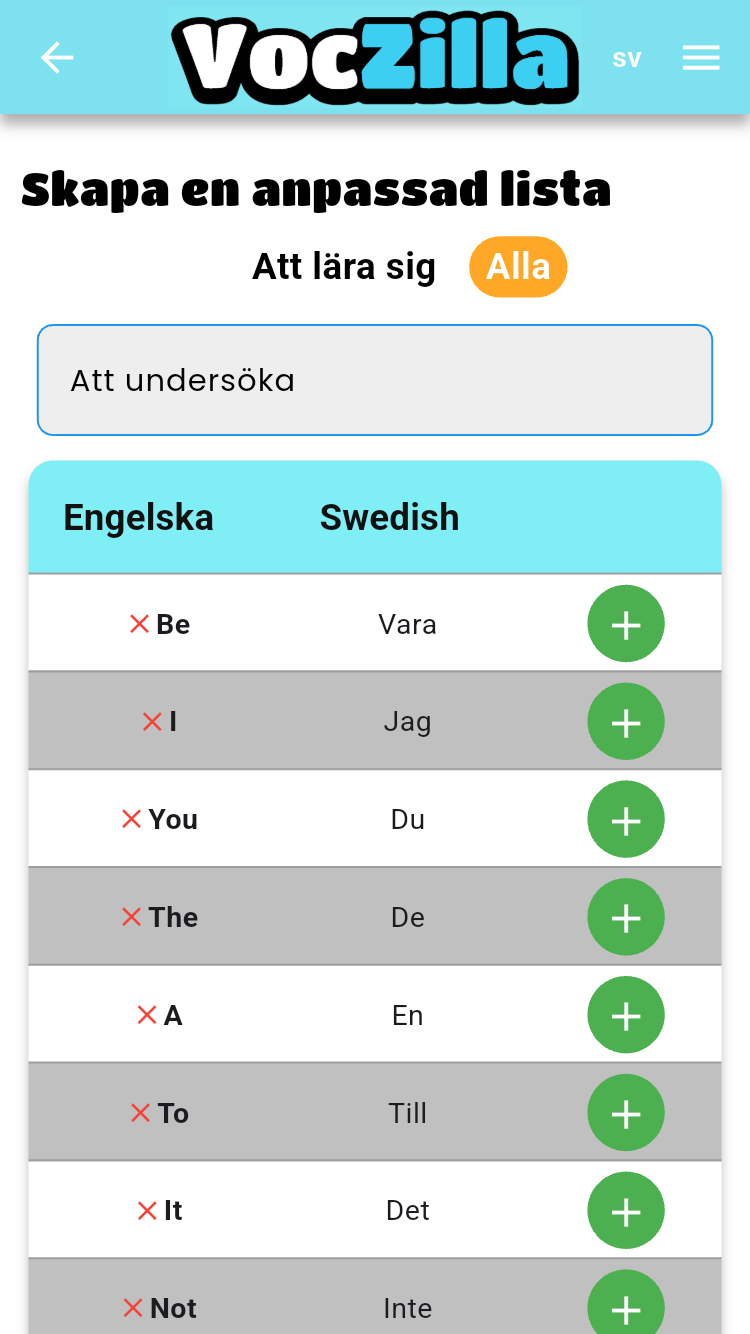 VocZilla sv
Skapa en anpassad lista
Att lära sig Alla
Att undersöka
Engelska Swedish
Be Vara
I Jag
You Du
The De
A En
To Till
It Det
Not Inte